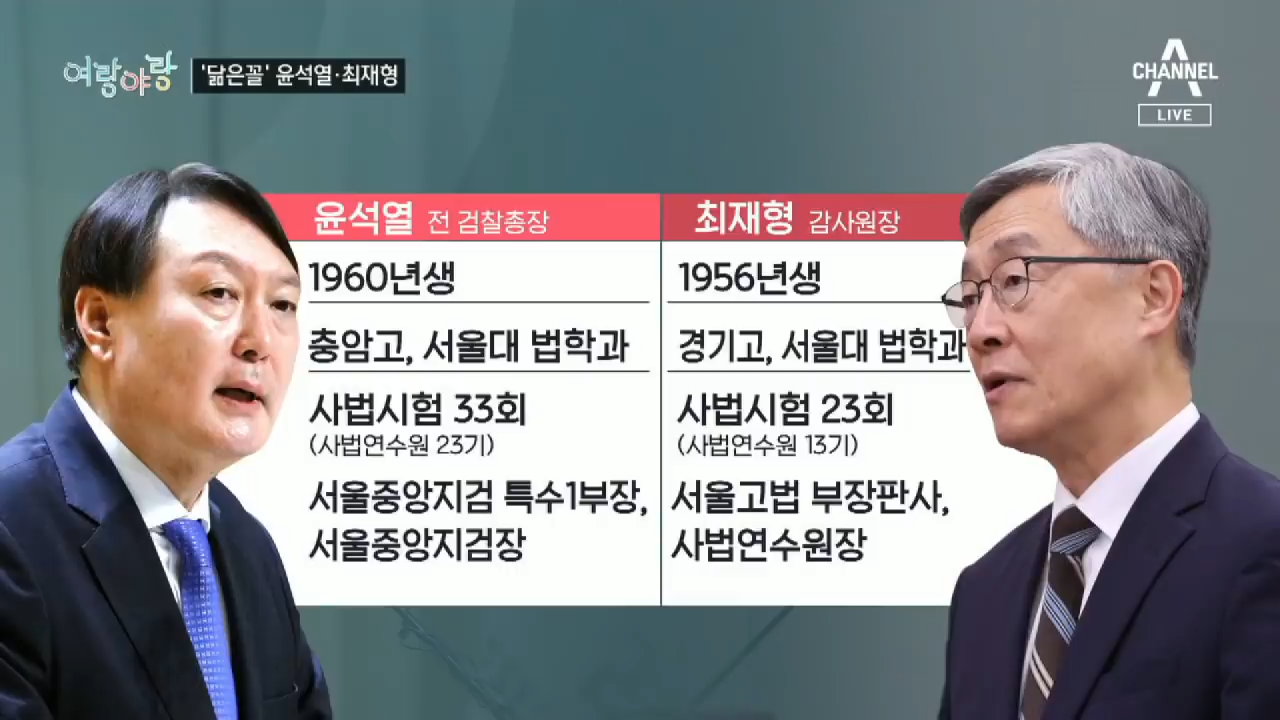 여랑야랑
'닮은꼴' 윤석열·최재형
CHANNEL A
LIVE
윤석열 전 검찰총장
1960년생
충암고, 서울대 법학과
사법시험 33회
(사법연수원 23기)
서울중앙지검 특수1부장,
서울중앙지검장
최재형 감사원장
1956년생
경기고, 서울대 법학과
사법시험 23회
(사법연수원 13기)
서울고법 부장판사,
사법연수원장